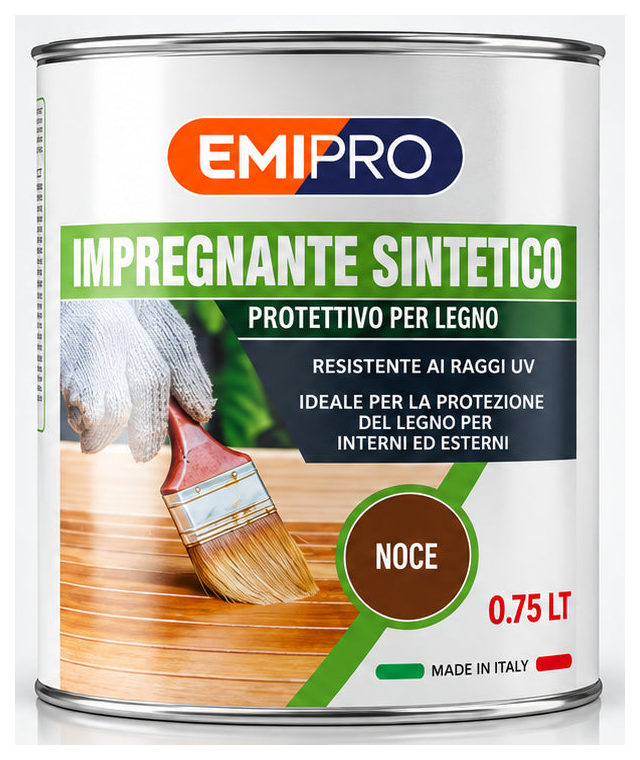 EMIPRO
IMPREGNANTE SINTETICO
PROTETTIVO PER LEGNO
RESISTENTE AI RAGGI UV
IDEALE PER LA PROTEZIONE
DEL LEGNO PER
INTERNI ED ESTERNI
NOCE
0.75 LT
MADE IN ITALY